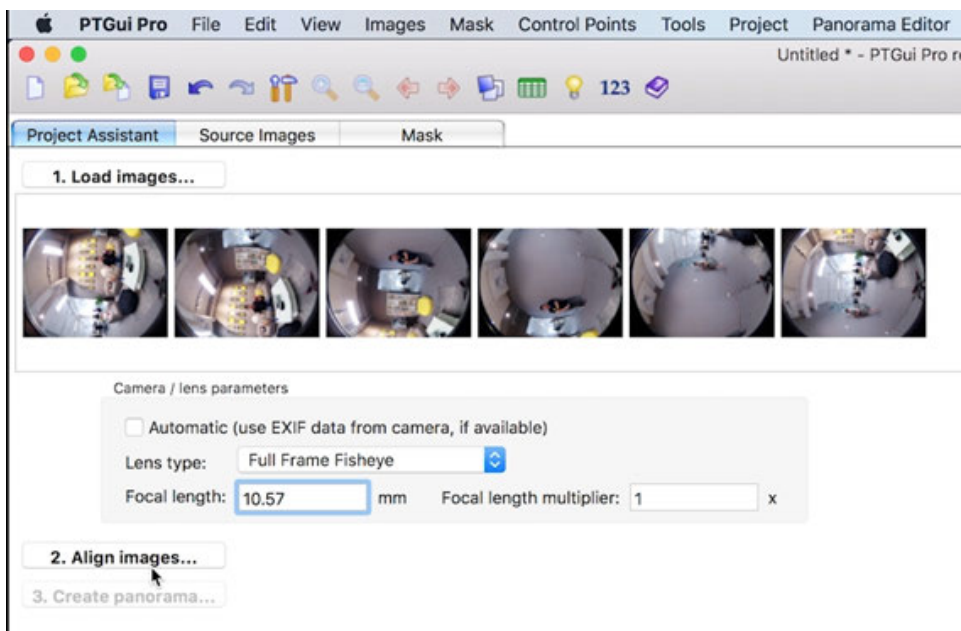 PTGui Pro File Edit View Images Mask Control Points Tools Project Panorama Editor
Untitled * - PTGui Pro
123
Project Assistant Source Images Mask
1. Load images...
Camera / lens parameters
Automatic (use EXIF data from camera, if available)
Lens type: Full Frame Fisheye
Focal length: 10.57 mm Focal length multiplier: 1 x
2. Align images...
3. Create panorama...